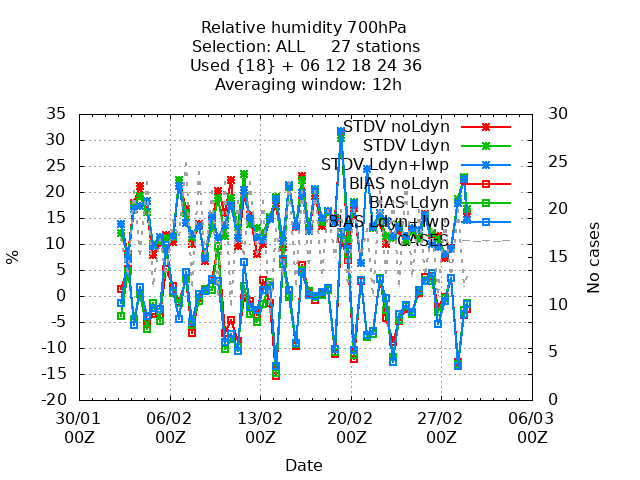 Relative humidity 700hPa
Selection: ALL     27 stations
Used {18} + 06 12 18 24 36
Averaging window: 12h
35
30
25
20
15
10
5
0
-5
-10
-15
-20
%
30
25
20
15
10
5
0
No cases
STDV noLdyn
STDV Ldyn
STDV Ldyn+lwp
BIAS noLdyn
BIAS Ldyn
BIAS Ldyn+lwp
CASES
30/01 06/02 13/02 20/02 27/02 06/03
00Z 00Z 00Z 00Z 00Z 00Z
Date